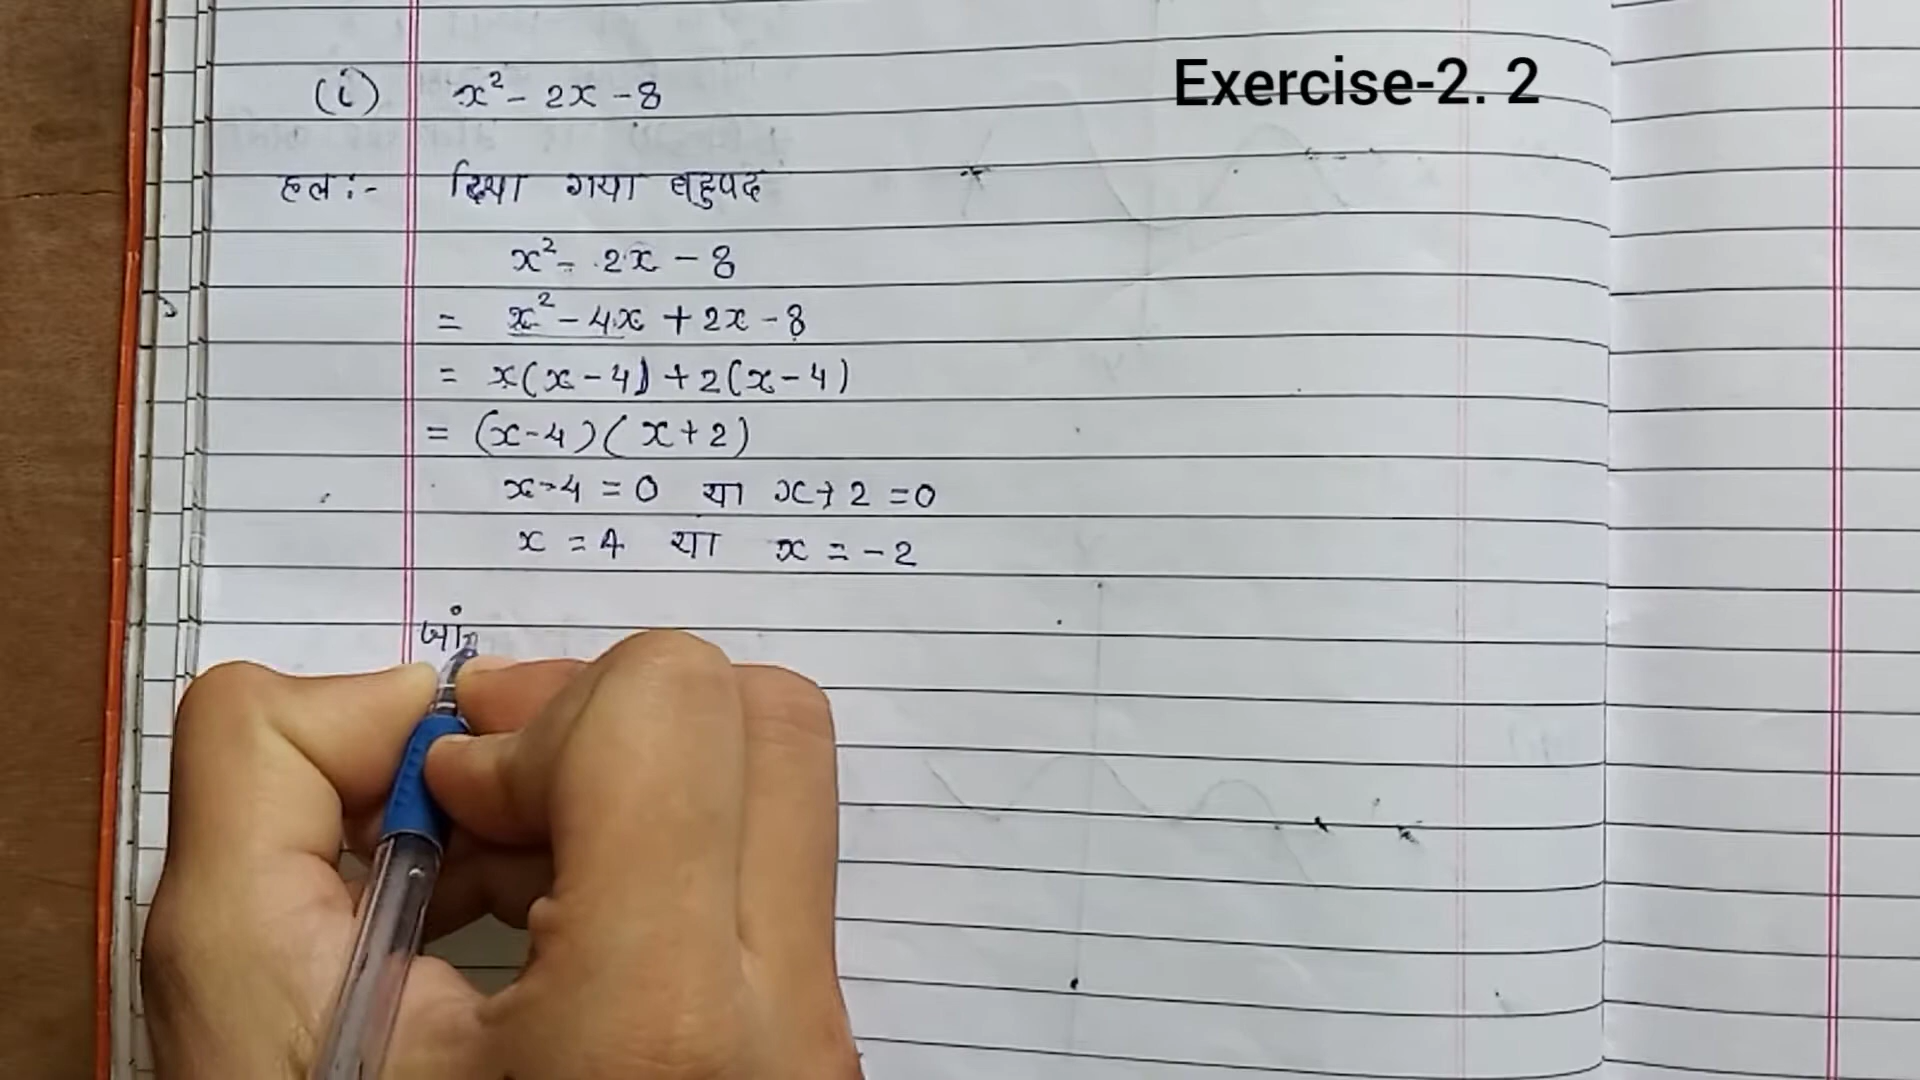 Exercise-2. 2
(i) x² - 2x - 8
हल :- दिया गया बहुपद
x² - 2x - 8
= x² - 4x + 2x - 8
= x(x - 4) + 2(x - 4)
= (x - 4)(x + 2)
x - 4 = 0 या x + 2 = 0
x = 4 या x = -2